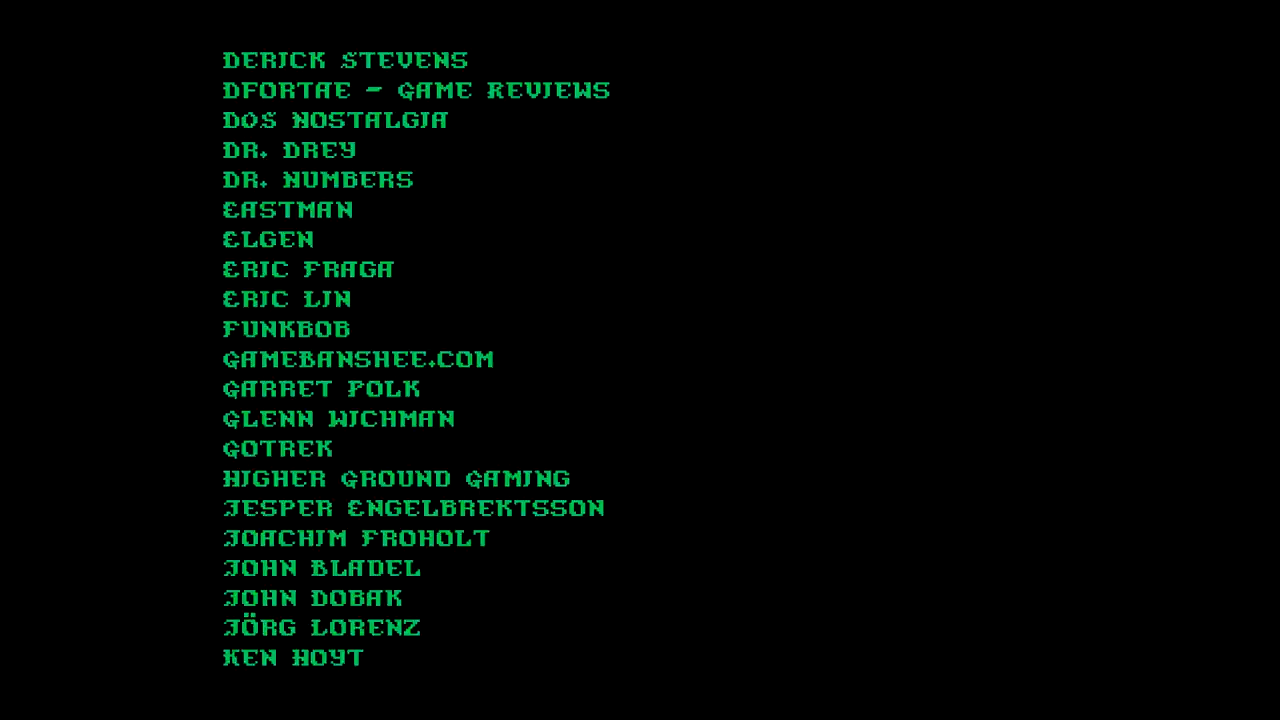 DERICK STEVENS
DFORTAE - GAME REVIEWS
DOS NOSTALGIA
DR. DREY
DR. NUMBERS
EASTMAN
ELGEN
ERIC FRAGA
ERIC LIN
FUNKBOB
GAMEBANSHEE.COM
GARRET POLK
GLENN WICHMAN
GOTREK
HIGHER GROUND GAMING
JESPER ENGELBREKTSSON
JOACHIM FROHOLT
JOHN BLADEL
JOHN DOBAK
JÖRG LORENZ
KEN HOYT